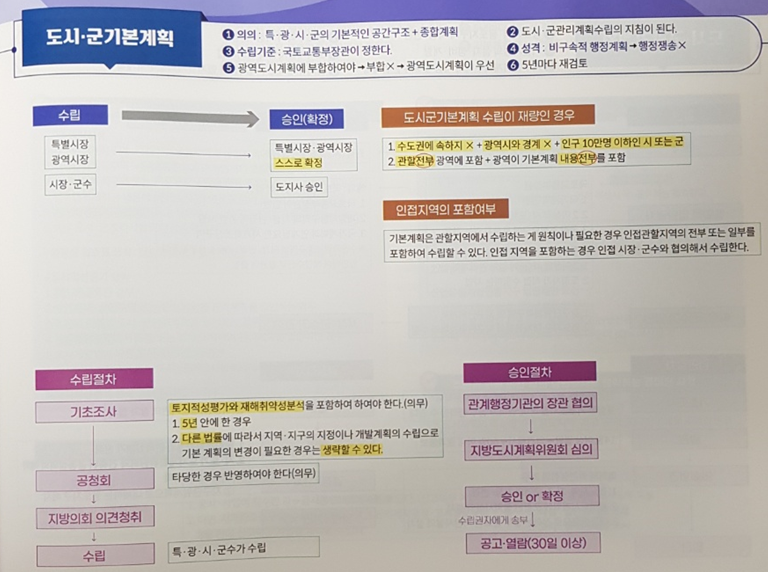 도시·군기본계획
❶ 의의 : 특·광·시·군의 기본적인 공간구조 + 종합계획
❷ 도시·군관리계획수립의 지침이 된다.
❸ 수립기준 : 국토교통부장관이 정한다.
❹ 성격 : 비구속적 행정계획 → 행정쟁송 ×
❺ 광역도시계획에 부합하여야 → 부합 × → 광역도시계획이 우선
❻ 5년마다 재검토
수립
승인(확정)
특별시장
광역시장
특별시장·광역시장
스스로 확정
시장·군수
도지사 승인
도시군기본계획 수립이 재량인 경우
1. 수도권에 속하지 × + 광역시와 경계 × + 인구 10만명 이하인 시 또는 군
2. 관할전부 광역에 포함 + 광역이 기본계획 내용전부를 포함
인접지역의 포함여부
기본계획은 관할지역에서 수립하는 게 원칙이나 필요한 경우 인접관할지역의 전부 또는 일부를
포함하여 수립할 수 있다. 인접 지역을 포함하는 경우 인접 시장·군수와 협의해서 수립한다.
수립절차
기초조사
토지적성평가와 재해취약성분석을 포함하여 하여야 한다.(의무)
1. 5년 안에 한 경우
2. 다른 법률에 따라서 지역·지구의 지정이나 개발계획의 수립으로
기본 계획의 변경이 필요한 경우는 생략할 수 있다.
공청회
타당한 경우 반영하여야 한다(의무)
지방의회 의견청취
수립
특·광·시·군수가 수립
승인절차
관계행정기관의 장관 협의
지방도시계획위원회 심의
승인 or 확정
수립권자에게 송부
공고·열람(30일 이상)